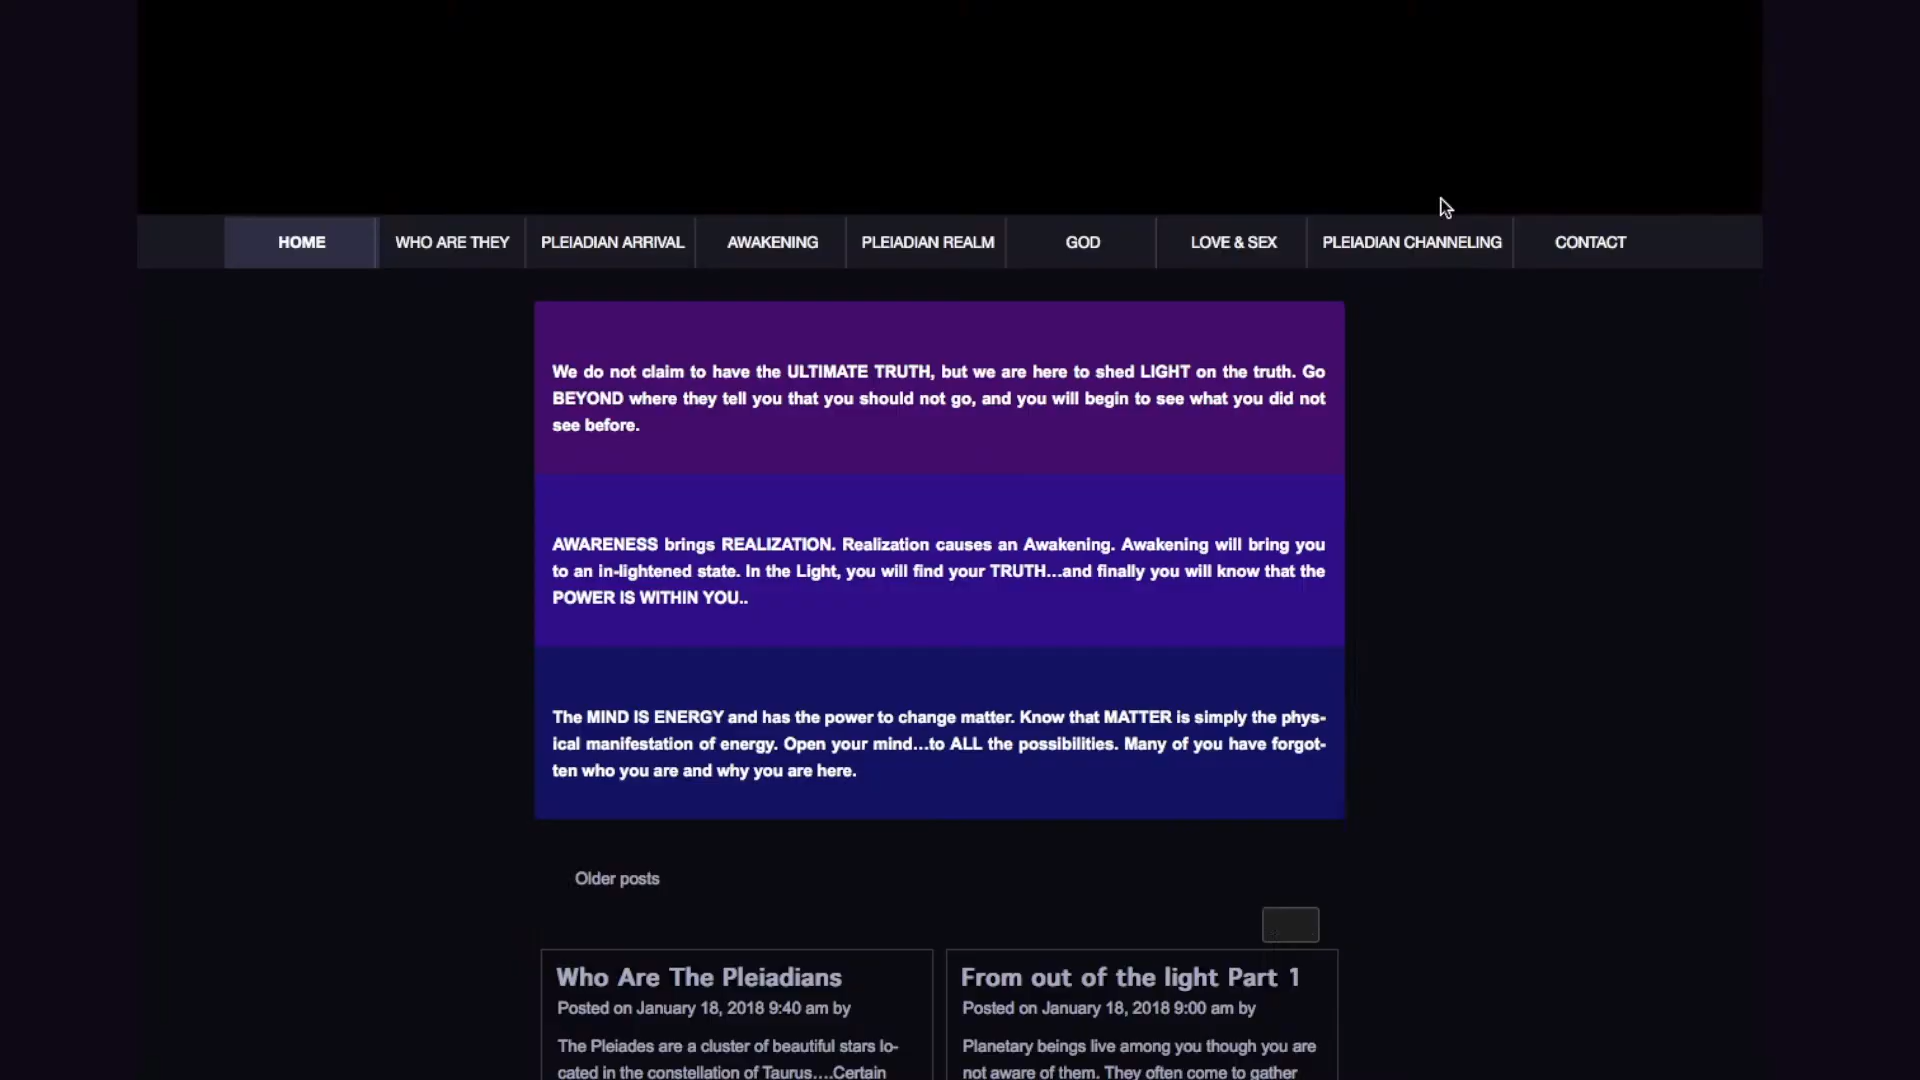 HOME WHO ARE THEY PLEIADIAN ARRIVAL AWAKENING PLEIADIAN REALM GOD LOVE & SEX PLEIADIAN CHANNELING CONTACT
We do not claim to have the ULTIMATE TRUTH, but we are here to shed LIGHT on the truth. Go
BEYOND where they tell you that you should not go, and you will begin to see what you did not
see before.
AWARENESS brings REALIZATION. Realization causes an Awakening. Awakening will bring you
to an in-lightened state. In the Light, you will find your TRUTH...and finally you will know that the
POWER IS WITHIN YOU..
The MIND IS ENERGY and has the power to change matter. Know that MATTER is simply the phys-
ical manifestation of energy. Open your mind...to ALL the possibilities. Many of you have forgot-
ten who you are and why you are here.
Older posts
Who Are The Pleiadians
Posted on January 18, 2018 9:40 am by
The Pleiades are a cluster of beautiful stars lo-
cated in the constellation of Taurus....Certain
From out of the light Part 1
Posted on January 18, 2018 9:00 am by
Planetary beings live among you though you are
not aware of them. They often come to gather